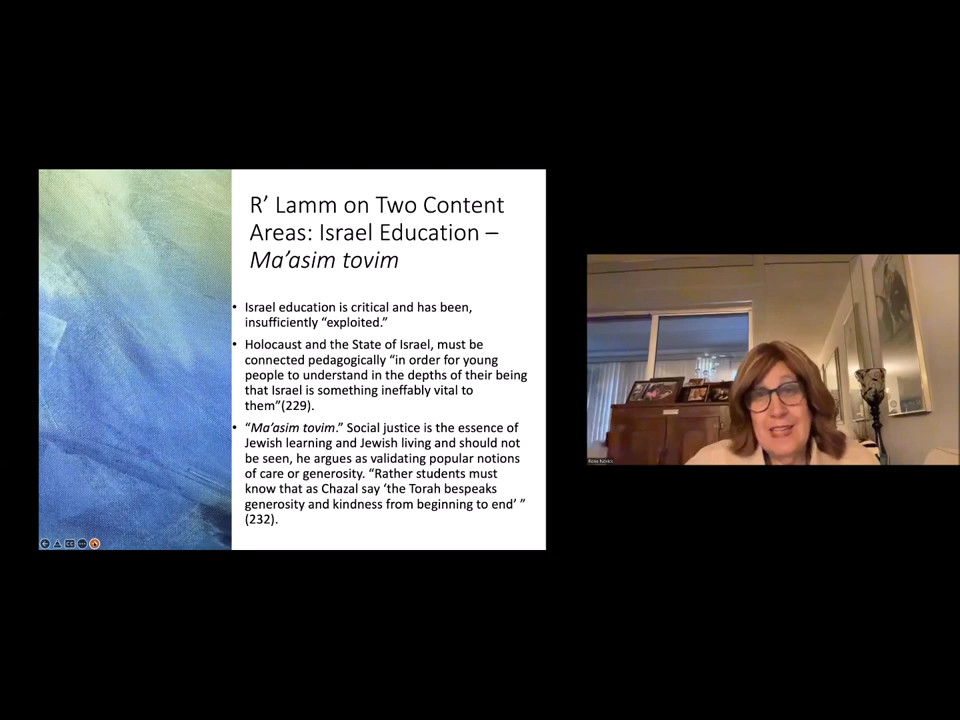 R’ Lamm on Two Content
Areas: Israel Education –
Ma’asim tovim
• Israel education is critical and has been,
insufficiently “exploited.”
• Holocaust and the State of Israel, must be
connected pedagogically “in order for young
people to understand in the depths of their being
that Israel is something ineffably vital to
them”(229).
• “Ma’asim tovim.” Social justice is the essence of
Jewish learning and Jewish living and should not
be seen, he argues as validating popular notions
of care or generosity. “Rather students must
know that as Chazal say ‘the Torah bespeaks
generosity and kindness from beginning to end’ ”
(232).